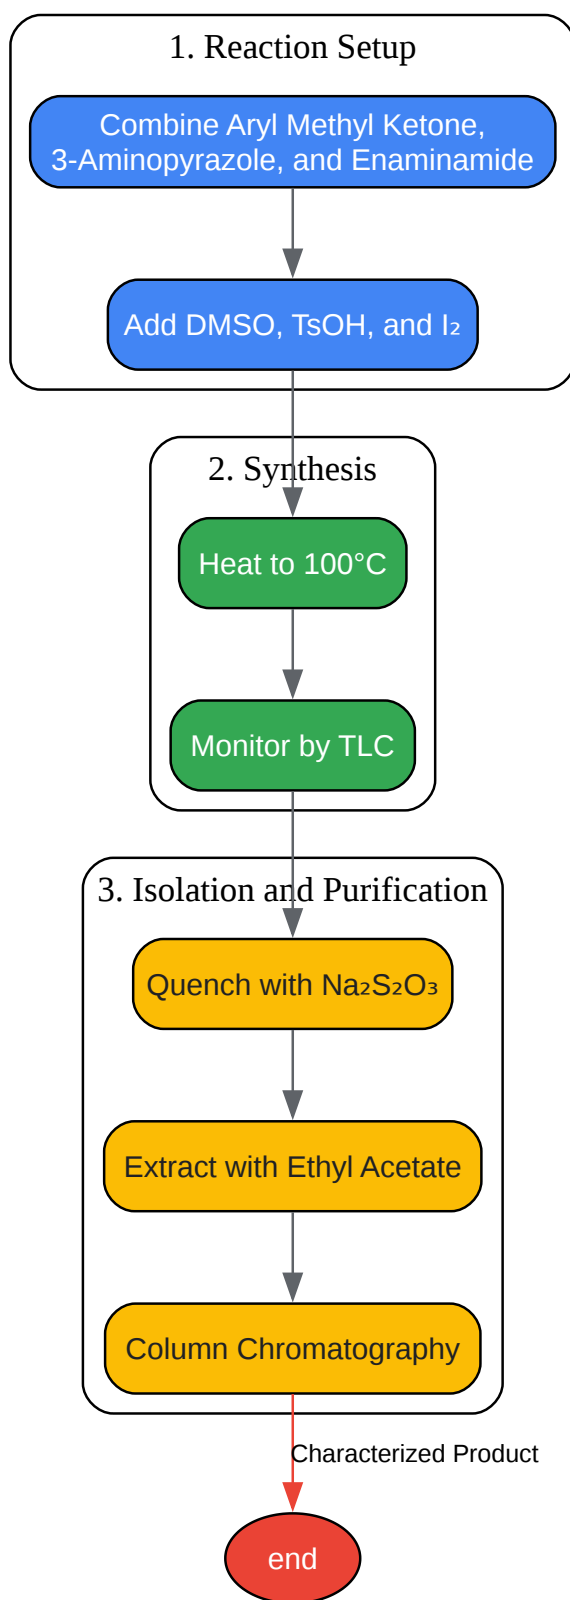 1. Reaction Setup
Combine Aryl Methyl Ketone,
3-Aminopyrazole, and Enaminamide
Add DMSO, TsOH, and I₂
2. Synthesis
Heat to 100°C
Monitor by TLC
3. Isolation and Purification
Quench with Na₂S₂O₃
Extract with Ethyl Acetate
Column Chromatography
Characterized Product
end